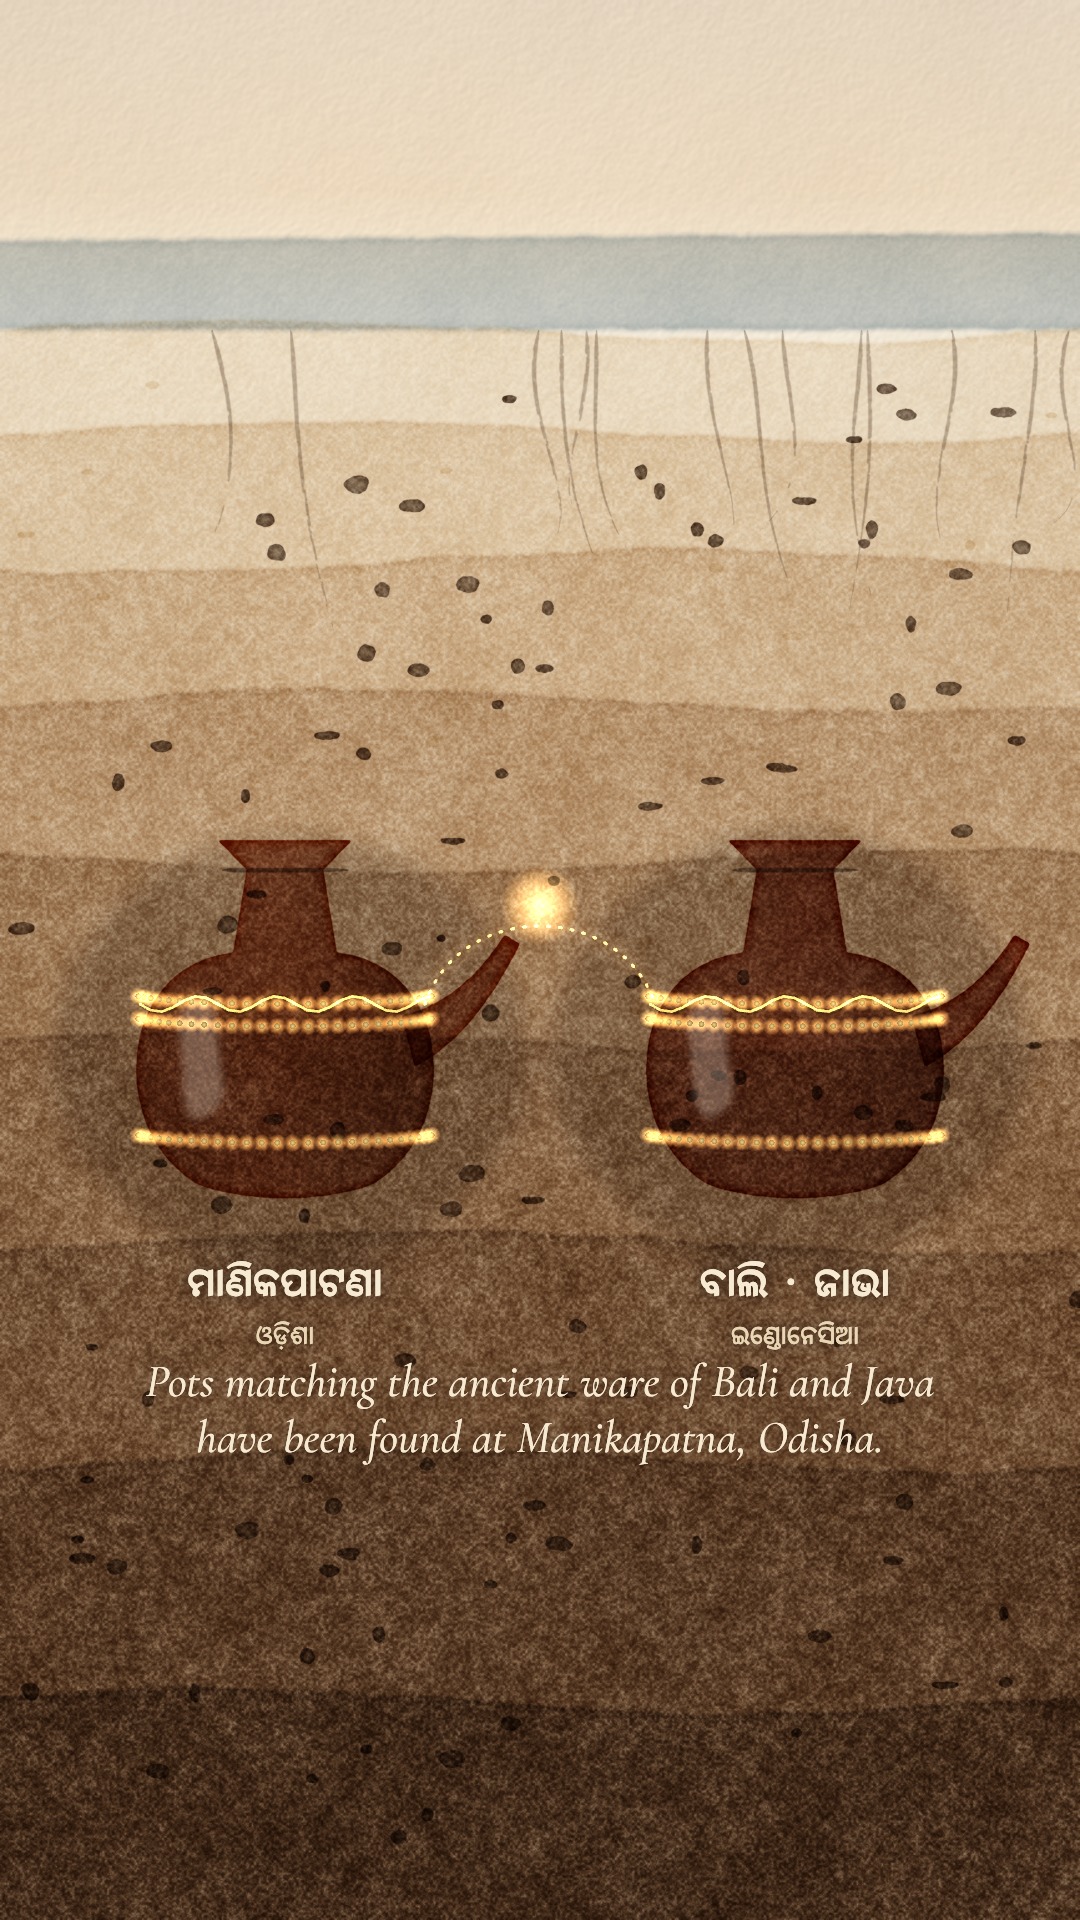 ମାଣିକପାଟଣା
ବାଲି · ଜାଭା
ଓଡ଼ିଶା
ଇଣ୍ଡୋନେସିଆ
Pots matching the ancient ware of Bali and Java
have been found at Manikapatna, Odisha.